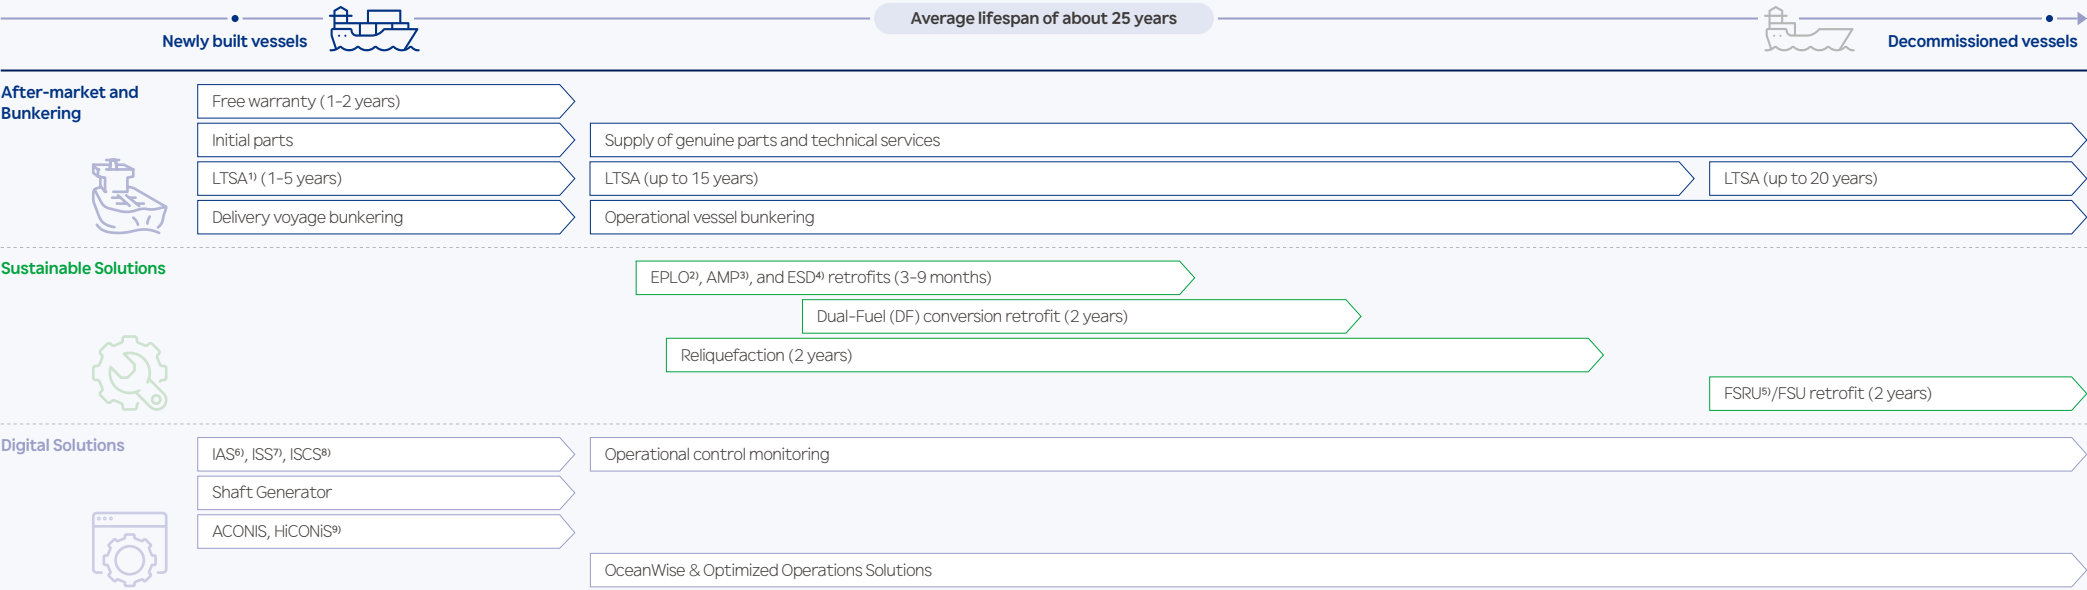 Average lifespan of about 25 years
Newly built vessels
Decommissioned vessels
After-market and
Bunkering
Free warranty (1-2 years)
Initial parts
Supply of genuine parts and technical services
LTSA¹⁾ (1-5 years)
LTSA (up to 15 years)
LTSA (up to 20 years)
Delivery voyage bunkering
Operational vessel bunkering
Sustainable Solutions
EPLO²⁾, AMP³⁾, and ESD⁴⁾ retrofits (3-9 months)
Dual-Fuel (DF) conversion retrofit (2 years)
Reliquefaction (2 years)
FSRU⁵⁾/FSU retrofit (2 years)
Digital Solutions
IAS⁶⁾, ISS⁷⁾, ISCS⁸⁾
Operational control monitoring
Shaft Generator
ACONIS, HiCONiS⁹⁾
OceanWise & Optimized Operations Solutions